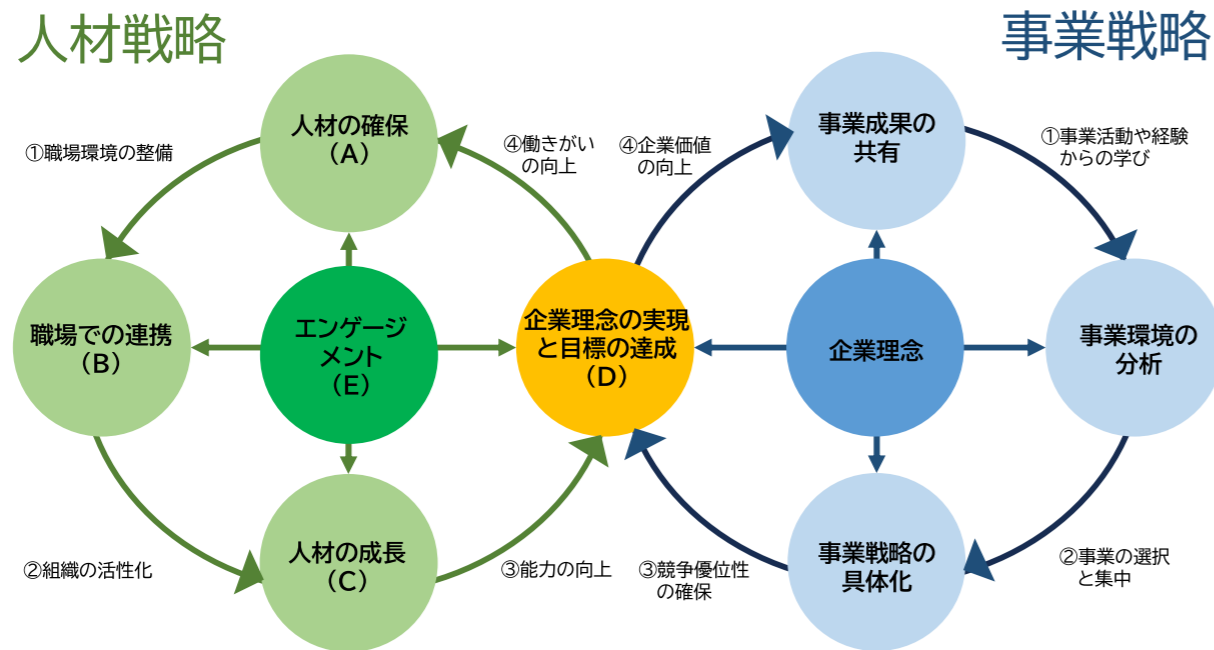 人材戦略
事業戦略
人材の確保
（A）
事業成果の
共有
①職場環境の整備
④働きがい
の向上
④企業価値
の向上
①事業活動や経験
からの学び
職場での連携
（B）
エンゲージ
メント
（E）
企業理念の実現
と目標の達成
（D）
企業理念
事業環境の
分析
人材の成長
（C）
事業戦略の
具体化
②組織の活性化
③能力の向上
③競争優位性
の確保
②事業の選択
と集中